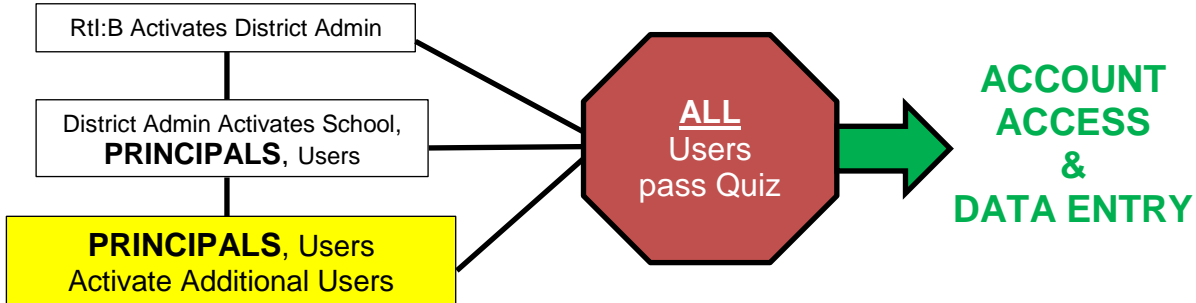 RtI:B Activates District Admin
District Admin Activates School,
PRINCIPALS, Users
PRINCIPALS, Users
Activate Additional Users
ALL
Users
pass Quiz
ACCOUNT
ACCESS
&
DATA ENTRY